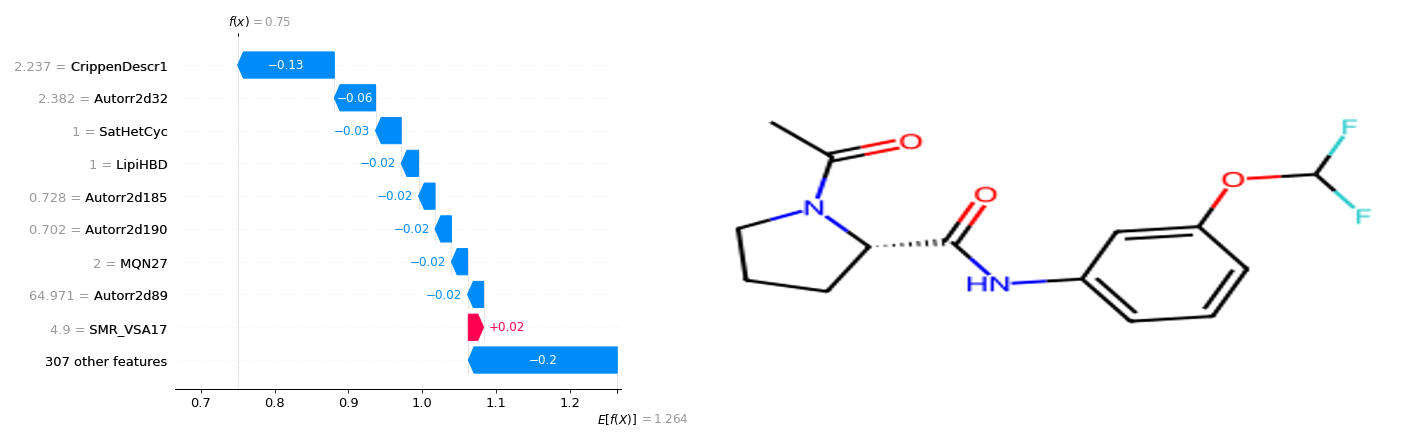 f(x) = 0.75
2.237 = CrippenDescr1
−0.13
2.382 = Autorr2d32
−0.06
1 = SatHetCyc
−0.03
1 = LipiHBD
−0.02
0.728 = Autorr2d185
−0.02
0.702 = Autorr2d190
−0.02
2 = MQN27
−0.02
64.971 = Autorr2d89
−0.02
4.9 = SMR_VSA17
+0.02
307 other features
−0.2
0.7 0.8 0.9 1.0 1.1 1.2
E[f(X)] = 1.264
F
O
O
O
F
N
HN